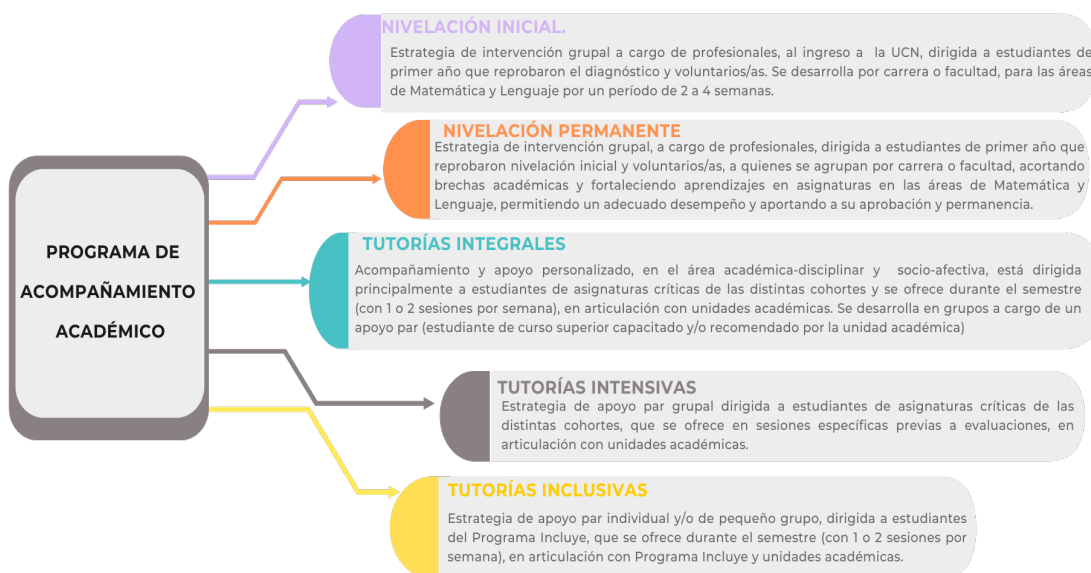 PROGRAMA DE
ACOMPAÑAMIENTO
ACADÉMICO
NIVELACIÓN INICIAL.
Estrategia de intervención grupal a cargo de profesionales, al ingreso a la UCN, dirigida a estudiantes de
primer año que reprobaron el diagnóstico y voluntarios/as. Se desarrolla por carrera o facultad, para las áreas
de Matemática y Lenguaje por un período de 2 a 4 semanas.
NIVELACIÓN PERMANENTE
Estrategia de intervención grupal, a cargo de profesionales, dirigida a estudiantes de primer año que
reprobaron nivelación inicial y voluntarios/as, a quienes se agrupan por carrera o facultad, acortando
brechas académicas y fortaleciendo aprendizajes en asignaturas en las áreas de Matemática y
Lenguaje, permitiendo un adecuado desempeño y aportando a su aprobación y permanencia.
TUTORÍAS INTEGRALES
Acompañamiento y apoyo personalizado, en el área académica-disciplinar y socio-afectiva, está dirigida
principalmente a estudiantes de asignaturas críticas de las distintas cohortes y se ofrece durante el semestre
(con 1 o 2 sesiones por semana), en articulación con unidades académicas. Se desarrolla en grupos a cargo de un
apoyo par (estudiante de curso superior capacitado y/o recomendado por la unidad académica)
TUTORÍAS INTENSIVAS
Estrategia de apoyo par grupal dirigida a estudiantes de asignaturas críticas de las
distintas cohortes, que se ofrece en sesiones específicas previas a evaluaciones, en
articulación con unidades académicas.
TUTORÍAS INCLUSIVAS
Estrategia de apoyo par individual y/o de pequeño grupo, dirigida a estudiantes
del Programa Incluye, que se ofrece durante el semestre (con 1 o 2 sesiones por
semana), en articulación con Programa Incluye y unidades académicas.